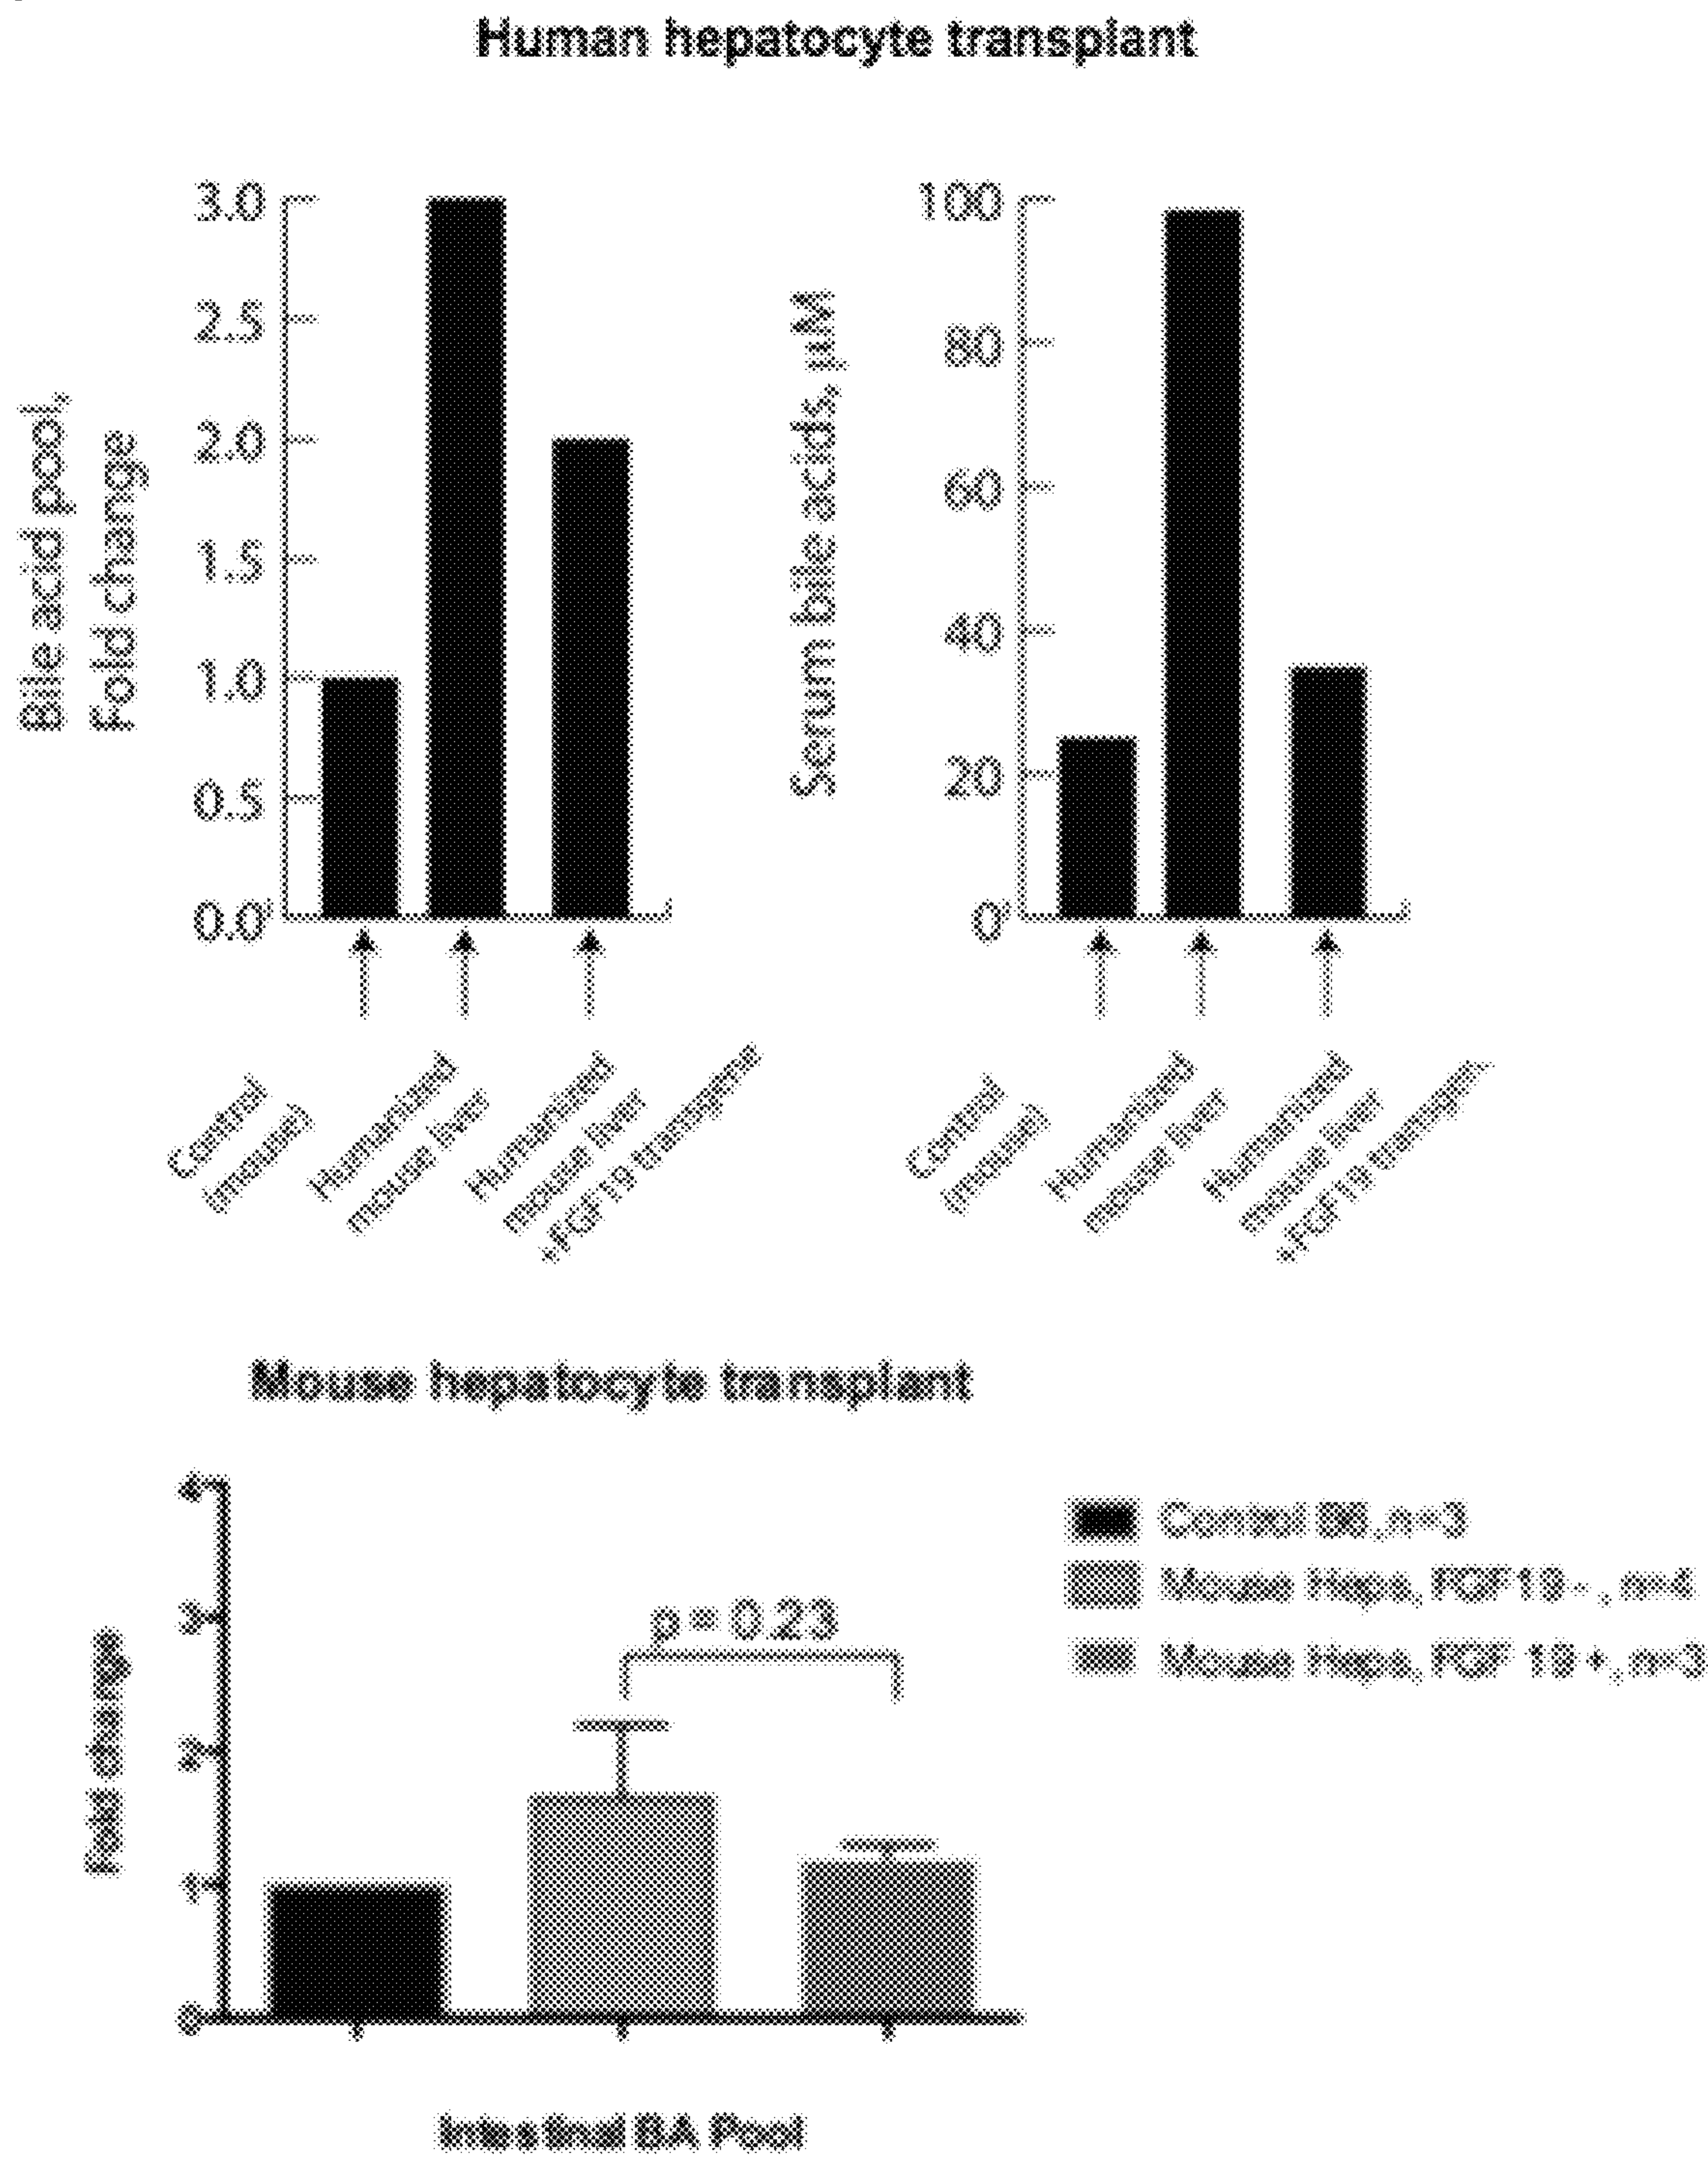 Human hepatocyte transplant
Bile acid pool,
Fold change
3.0
2.5
2.0
1.5
1.0
0.5
0.0
Control
(mouse)
Humanized
mouse liver
Humanized
mouse liver
+FGF19 transgene
Serum bile acids, µM
100
80
60
40
20
0
Control
(mouse)
Humanized
mouse liver
Humanized
mouse liver
+FGF19
Mouse hepatocyte transplant
Fold change
4
3
2
1
0
p = 0.23
Intestinal BA Pool
Control B6, n=3
Mouse Heps, FGF19 -, n=4
Mouse Heps, FGF 19 +, n=3